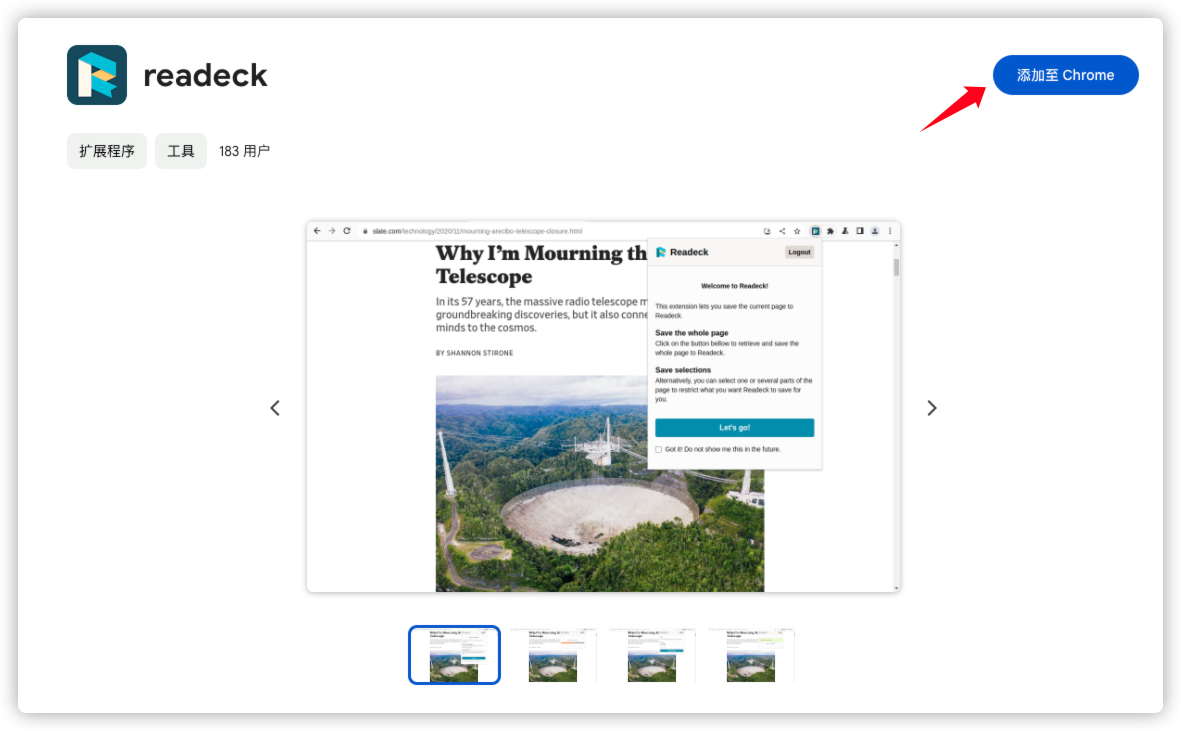 readeck
添加至 Chrome
扩展程序
工具
183 用户
slate.com/technology/2020/11/mourning-arecibo-telescope-closure.html
Why I'm Mourning th
Telescope
In its 57 years, the massive radio telescope m
groundbreaking discoveries, but it also conne
minds to the cosmos.
BY SHANNON STIRONE
Readeck
Logout
Welcome to Readeck!
This extension lets you save the current page to
Readeck.
Save the whole page
Click on the button bellow to retrieve and save the
whole page to Readeck.
Save selections
Alternatively, you can select one or several parts of the
page to restrict what you want Readeck to save for
you.
Let's go!
Got it! Do not show me this in the future.